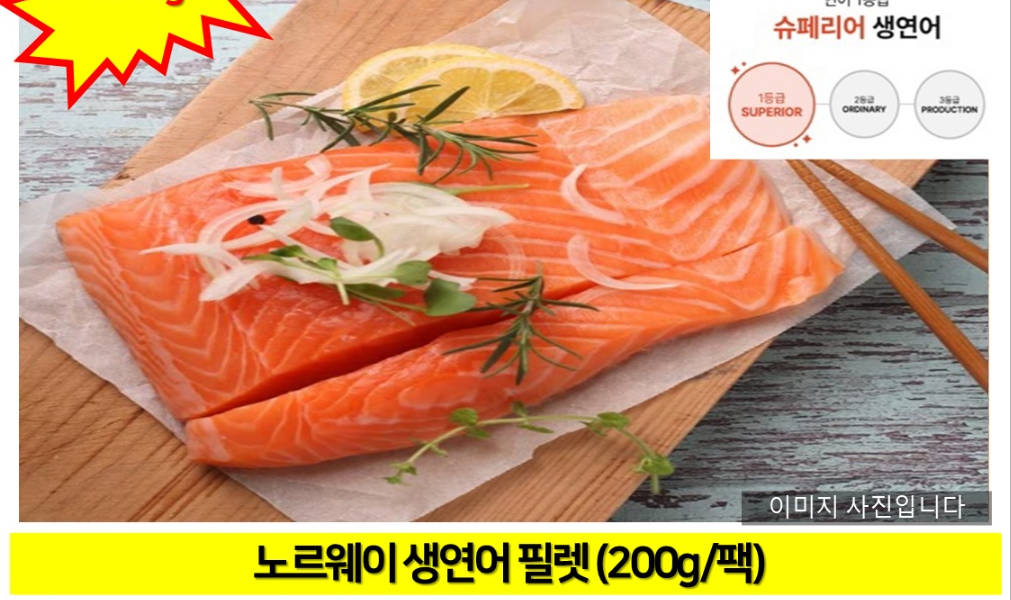 슈페리어 생연어
1등급
SUPERIOR
2등급
ORDINARY
3등급
PRODUCTION
이미지 사진입니다
노르웨이 생연어 필렛 (200g/팩)